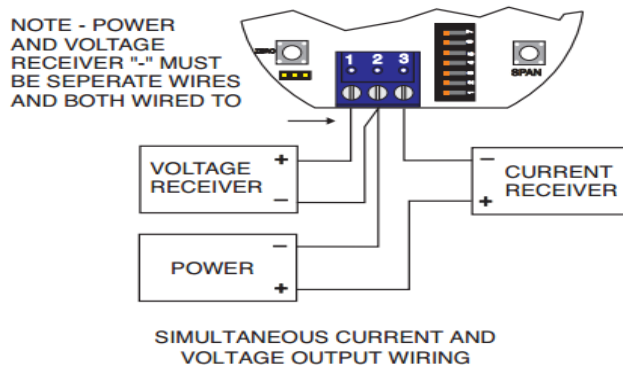 NOTE - POWER
AND VOLTAGE
RECEIVER "-" MUST
BE SEPERATE WIRES
AND BOTH WIRED TO
ZERO
1 2 3
SPAN
VOLTAGE
RECEIVER
+
-
CURRENT
RECEIVER
-
+
POWER
-
+
SIMULTANEOUS CURRENT AND
VOLTAGE OUTPUT WIRING